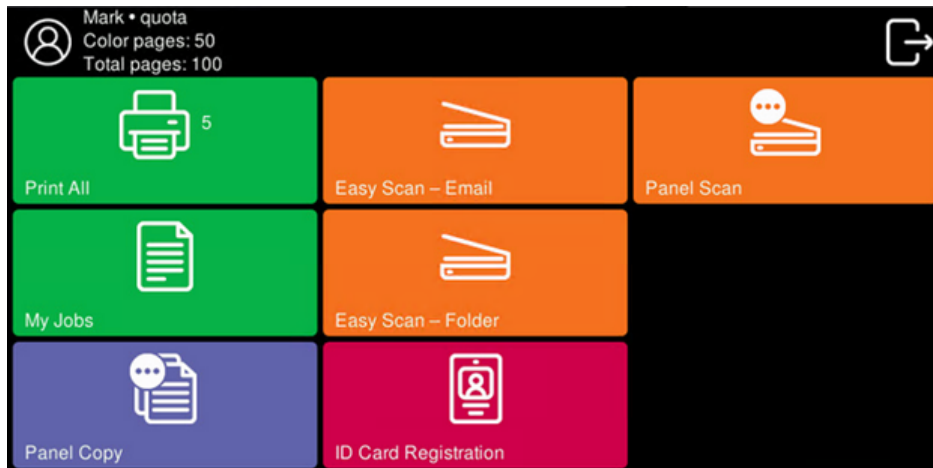 Mark • quota
Color pages: 50
Total pages: 100
5
Print All
Easy Scan – Email
Panel Scan
My Jobs
Easy Scan – Folder
Panel Copy
ID Card Registration